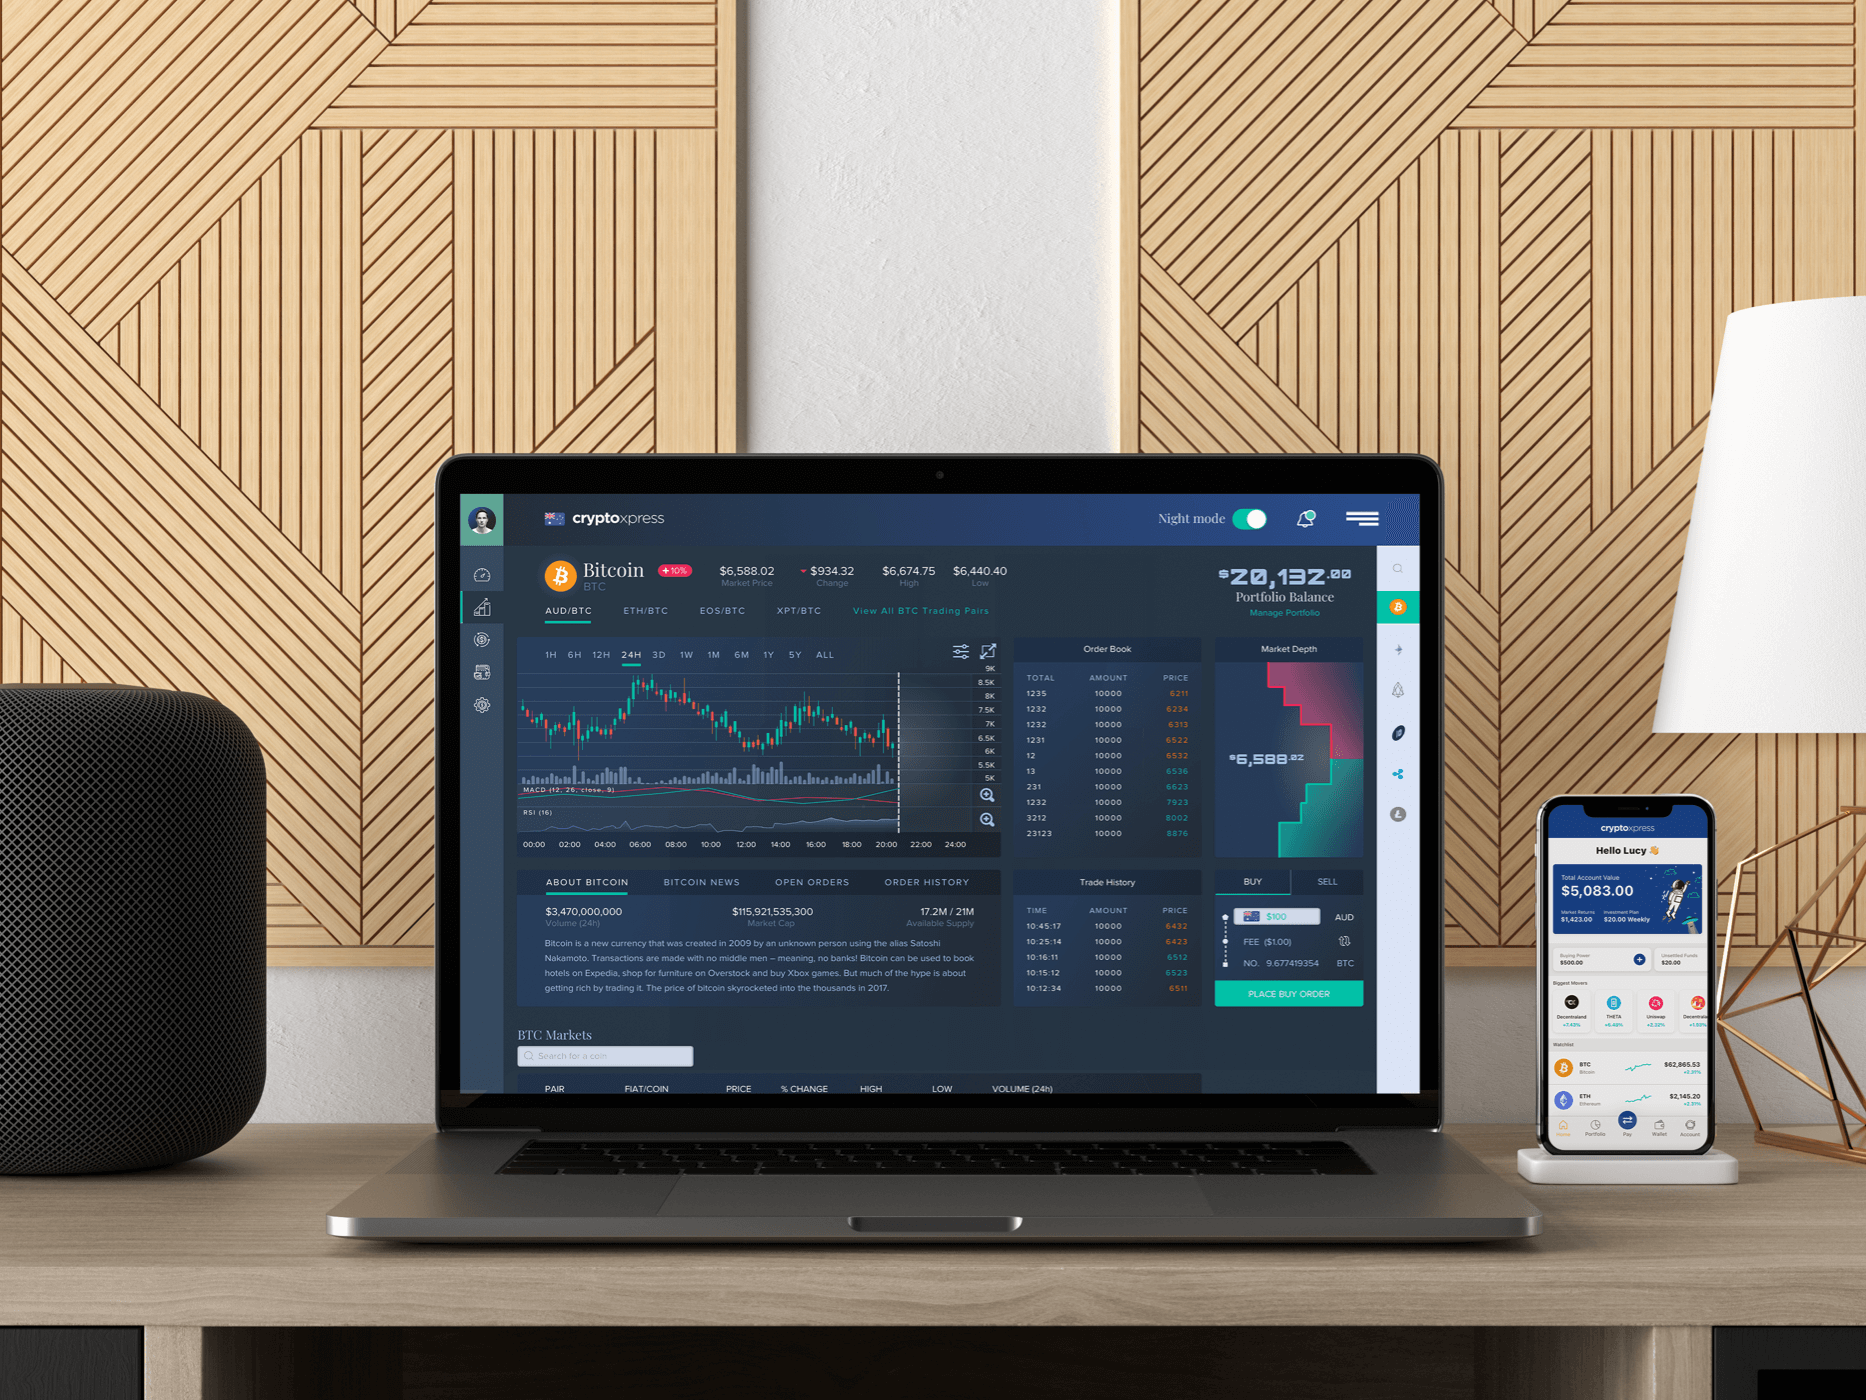 cryptoxpress
Night mode
Bitcoin
BTC
+10%
$6,588.02
Market Price
$934.32
Change
$6,674.75
High
$6,440.40
Low
$20,132.00
Portfolio Balance
Manage Portfolio
AUD/BTC ETH/BTC EOS/BTC XPT/BTC View All BTC Trading Pairs
1H 6H 12H 24H 3D 1W 1M 6M 1Y 5Y ALL
9K
8.5K
8K
7.5K
7K
6.5K
6K
5.5K
5K
MACD (12, 26, close, 9)
RSI (16)
00:00 02:00 04:00 06:00 08:00 10:00 12:00 14:00 16:00 18:00 20:00 22:00 24:00
Order Book
TOTAL AMOUNT PRICE
1235 10000 6211
1232 10000 6234
1232 10000 6313
1231 10000 6522
12 10000 6532
13 10000 6536
231 10000 6623
1232 10000 7923
3212 10000 8002
23123 10000 8876
Market Depth
$6,588.02
ABOUT BITCOIN BITCOIN NEWS OPEN ORDERS ORDER HISTORY
$3,470,000,000 $115,921,535,300 17.2M / 21M
Volume (24h) Market Cap Available Supply
Bitcoin is a new currency that was created in 2009 by an unknown person using the alias Satoshi
Nakamoto. Transactions are made with no middle men – meaning, no banks! Bitcoin can be used to book
hotels on Expedia, shop for furniture on Overstock and buy Xbox games. But much of the hype is about
getting rich by trading it. The price of bitcoin skyrocketed into the thousands in 2017.
Trade History
TIME AMOUNT PRICE
10:45:17 10000 6432
10:25:14 10000 6423
10:16:11 10000 6512
10:15:12 10000 6523
10:12:34 10000 6511
BUY SELL
$100 AUD
FEE ($1.00)
NO. 9.677419354 BTC
PLACE BUY ORDER
BTC Markets
Search for a coin
PAIR FIAT/COIN PRICE % CHANGE HIGH LOW VOLUME (24h)
cryptoxpress
Hello Lucy
Total Account Value
$5,083.00
Market Returns Investment Plan
$1,423.00 $20.00 Weekly
Buying Power
$500.00
Unsettled Funds
$20.00
Biggest Movers
Decentraland THETA Uniswap Decentrala
+7.43% +6.48% +2.22% +1.93%
Watchlist
BTC $62,865.53
Bitcoin +2.31%
ETH $2,145.20
Ethereum +2.31%
Home Portfolio Pay Wallet Account